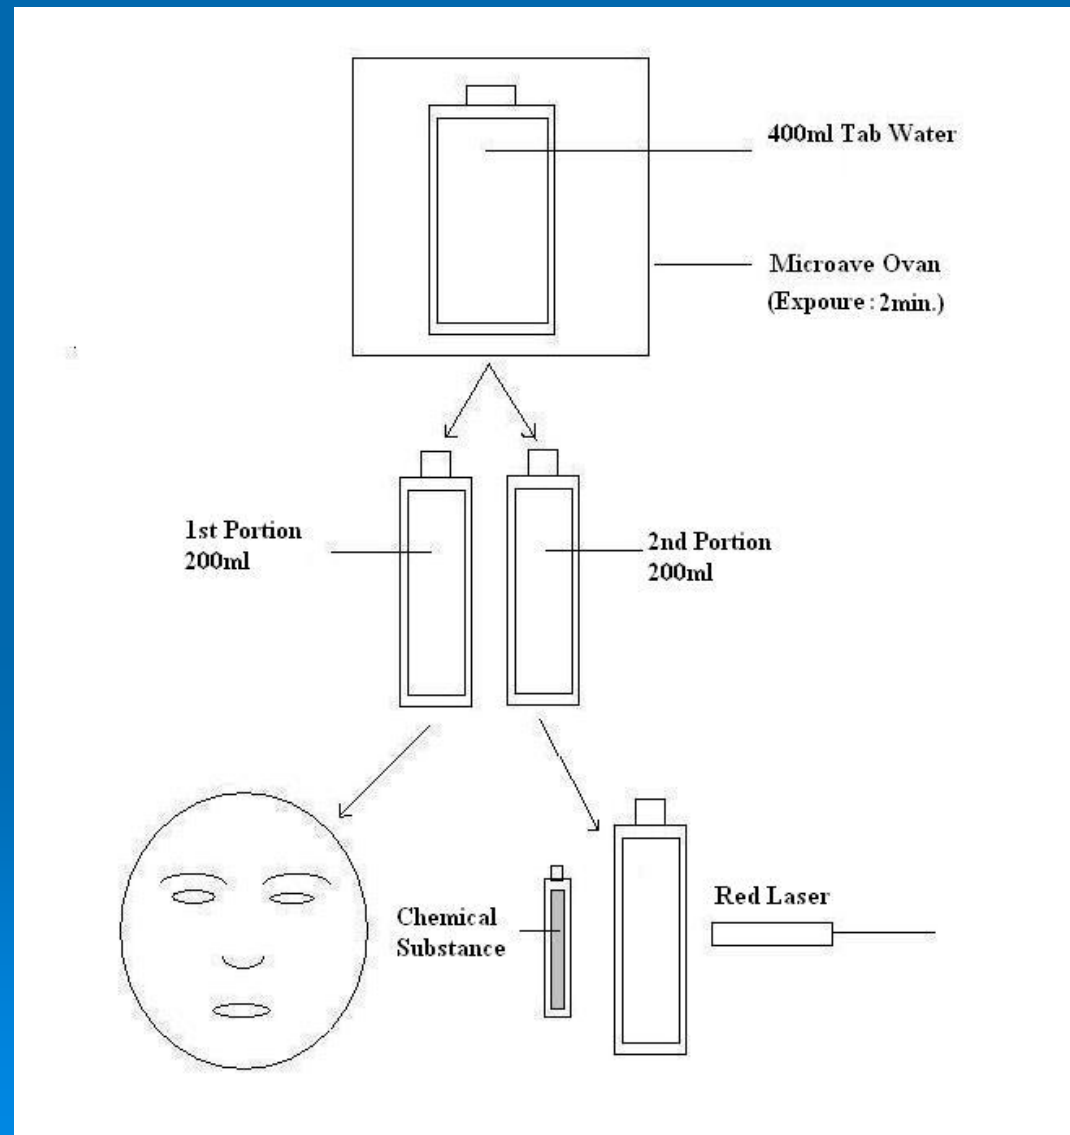 400ml Tab Water
Microave Ovan
(Expoure : 2min.)
1st Portion
200ml
2nd Portion
200ml
Chemical
Substance
Red Laser